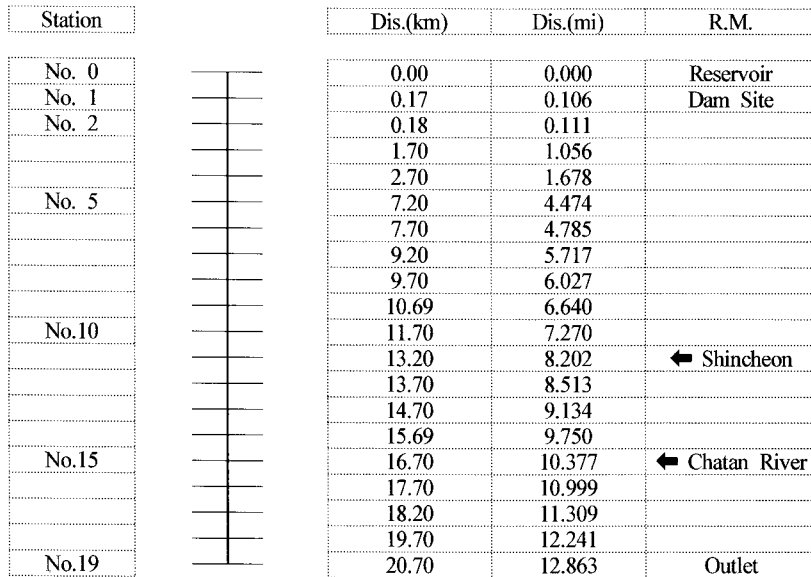 Station Dis.(km) Dis.(mi) R.M.
No. 0 0.00 0.000 Reservoir
No. 1 0.17 0.106 Dam Site
No. 2 0.18 0.111
1.70 1.056
2.70 1.678
No. 5 7.20 4.474
7.70 4.785
9.20 5.717
9.70 6.027
10.69 6.640
No.10 11.70 7.270
13.20 8.202 ← Shincheon
13.70 8.513
14.70 9.134
15.69 9.750
No.15 16.70 10.377 ← Chatan River
17.70 10.999
18.20 11.309
19.70 12.241
No.19 20.70 12.863 Outlet